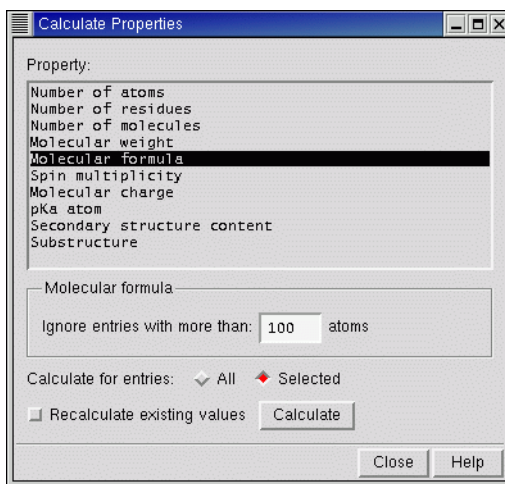 Calculate Properties
Property:
Number of atoms
Number of residues
Number of molecules
Molecular weight
Molecular formula
Spin multiplicity
Molecular charge
pKa atom
Secondary structure content
Substructure
Molecular formula
Ignore entries with more than: 100 atoms
Calculate for entries: All Selected
Recalculate existing values Calculate
Close Help